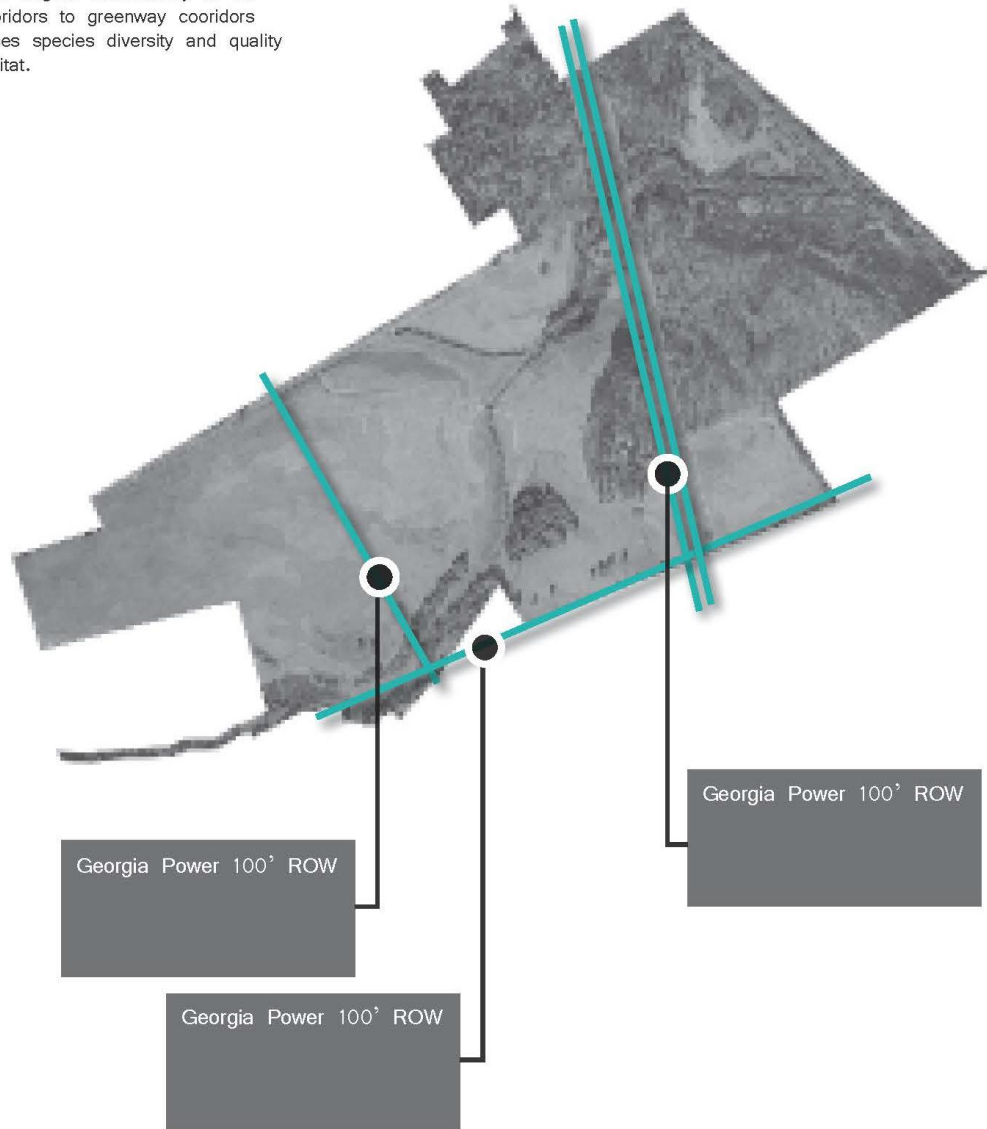 ridors to greenway cooridors
es species diversity and quality
itat.
Georgia Power 100’ ROW
Georgia Power 100’ ROW
Georgia Power 100’ ROW